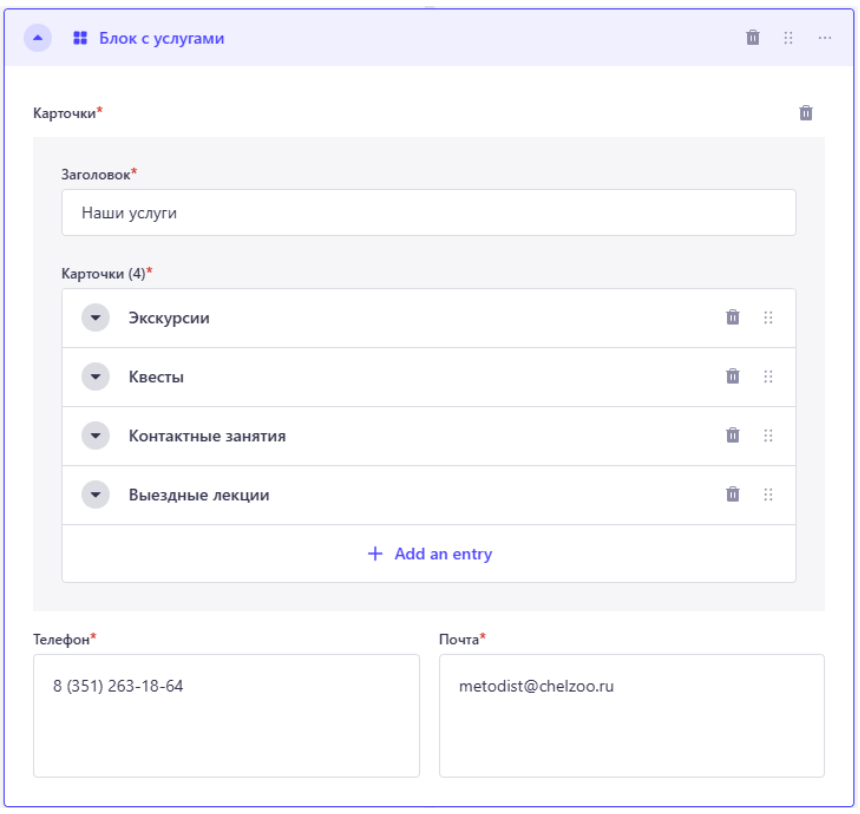 Блок с услугами
Карточки*
Заголовок*
Наши услуги
Карточки (4)*
Экскурсии
Квесты
Контактные занятия
Выездные лекции
+ Add an entry
Телефон*
Почта*
8 (351) 263-18-64
metodist@chelzoo.ru